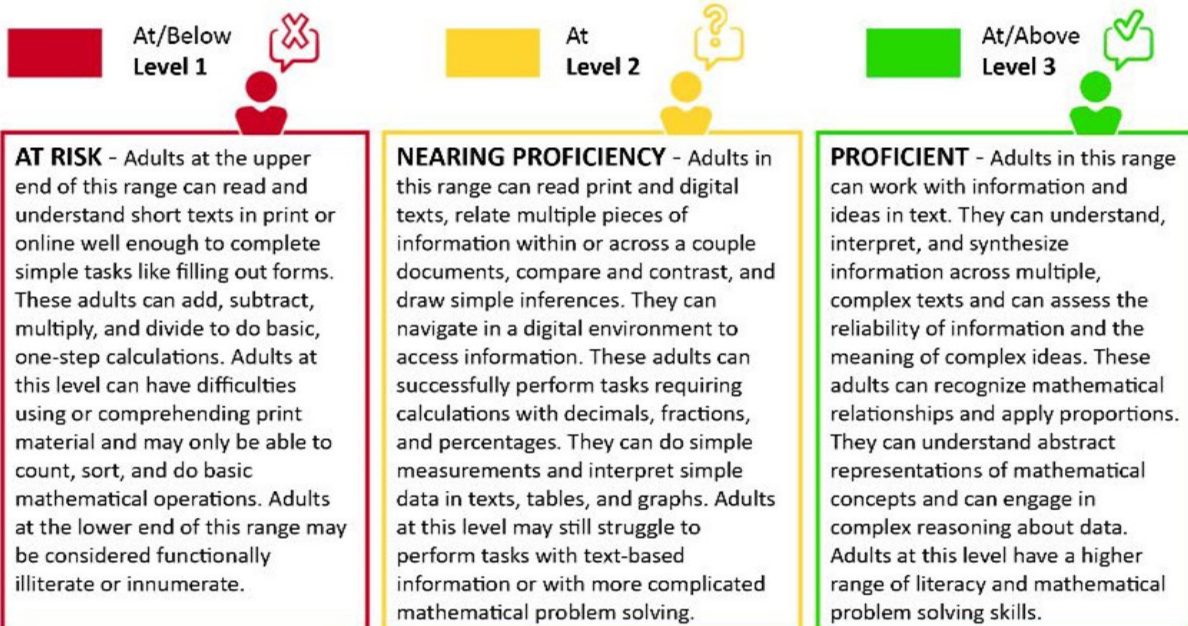 At/Below
Level 1
At
Level 2
At/Above
Level 3
AT RISK - Adults at the upper
end of this range can read and
understand short texts in print or
online well enough to complete
simple tasks like filling out forms.
These adults can add, subtract,
multiply, and divide to do basic,
one-step calculations. Adults at
this level can have difficulties
using or comprehending print
material and may only be able to
count, sort, and do basic
mathematical operations. Adults
at the lower end of this range may
be considered functionally
illiterate or innumerate.
NEARING PROFICIENCY - Adults in
this range can read print and digital
texts, relate multiple pieces of
information within or across a couple
documents, compare and contrast, and
draw simple inferences. They can
navigate in a digital environment to
access information. These adults can
successfully perform tasks requiring
calculations with decimals, fractions,
and percentages. They can do simple
measurements and interpret simple
data in texts, tables, and graphs. Adults
at this level may still struggle to
perform tasks with text-based
information or with more complicated
mathematical problem solving.
PROFICIENT - Adults in this range
can work with information and
ideas in text. They can understand,
interpret, and synthesize
information across multiple,
complex texts and can assess the
reliability of information and the
meaning of complex ideas. These
adults can recognize mathematical
relationships and apply proportions.
They can understand abstract
representations of mathematical
concepts and can engage in
complex reasoning about data.
Adults at this level have a higher
range of literacy and mathematical
problem solving skills.